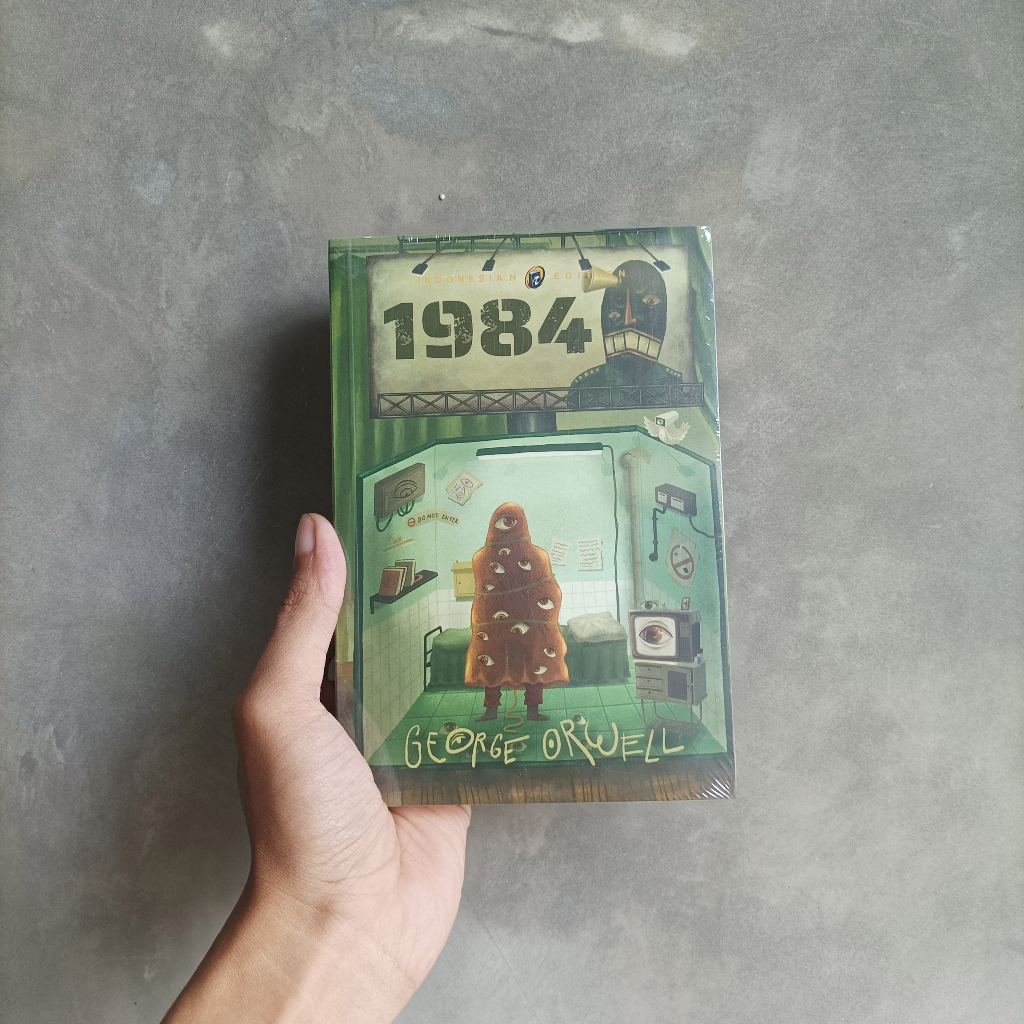 INDONESIAN EDITION
1984
DO NOT ENTER
GEORGE ORWELL